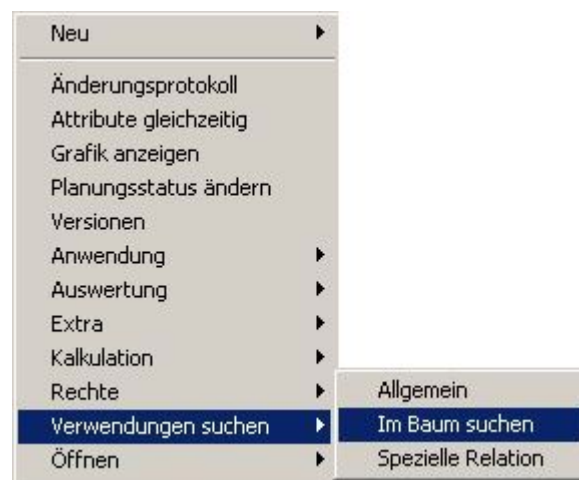 Neu
Änderungsprotokoll
Attribute gleichzeitig
Grafik anzeigen
Planungsstatus ändern
Versionen
Anwendung
Auswertung
Extra
Kalkulation
Rechte
Verwendungen suchen
Öffnen
Allgemein
Im Baum suchen
Spezielle Relation